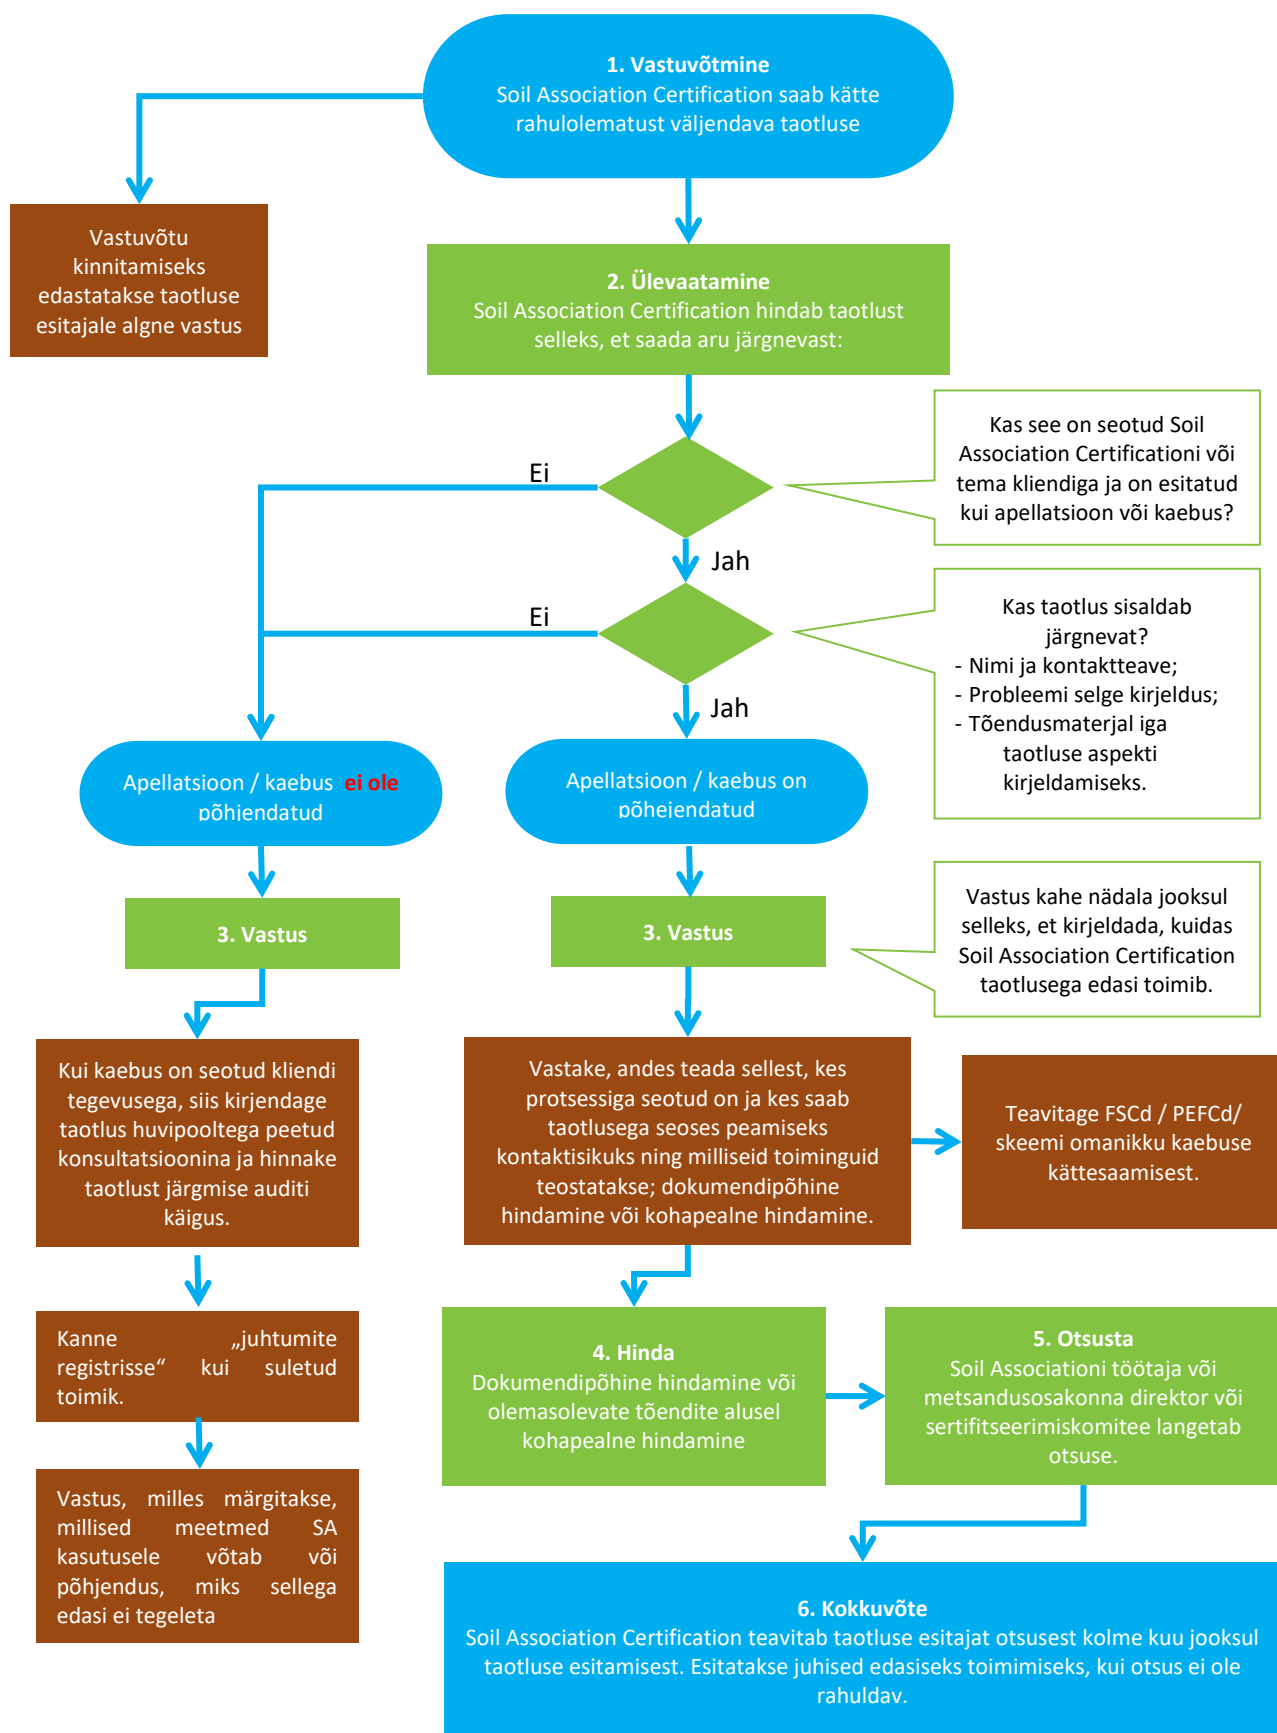 1. Vastuvõtmine
Soil Association Certification saab kätte
rahulolematust väljendava taotluse
Vastuvõtu
kinnitamiseks
edastatakse taotluse
esitajale algne vastus
2. Ülevaatamine
Soil Association Certification hindab taotlust
selleks, et saada aru järgnevast:
Kas see on seotud Soil
Association Certificationi või
tema kliendiga ja on esitatud
kui apellatsioon või kaebus?
Ei
Jah
Kas taotlus sisaldab
järgnevat?
- Nimi ja kontaktteave;
- Probleemi selge kirjeldus;
- Tõendusmaterjal iga
taotluse aspekti
kirjeldamiseks.
Ei
Jah
Apellatsioon / kaebus ei ole
põhjendatud
Apellatsioon / kaebus on
põhejendatud
3. Vastus
3. Vastus
Vastus kahe nädala jooksul
selleks, et kirjeldada, kuidas
Soil Association Certification
taotlusega edasi toimib.
Kui kaebus on seotud kliendi
tegevusega, siis kirjendage
taotlus huvipooltega peetud
konsultatsioonina ja hinnake
taotlust järgmise auditi
käigus.
Vastake, andes teada sellest, kes
protsessiga seotud on ja kes saab
taotlusega seoses peamiseks
kontaktisikuks ning milliseid toiminguid
teostatakse; dokumendipõhine
hindamine või kohapealne hindamine.
Teavitage FSCd / PEFCd/
skeemi omanikku kaebuse
kättesaamisest.
Kanne „juhtumite
registrisse“ kui suletud
toimik.
4. Hinda
Dokumendipõhine hindamine või
olemasolevate tõendite alusel
kohapealne hindamine
5. Otsusta
Soil Associationi töötaja või
metsandusosakonna direktor või
sertifitseerimiskomitee langetab
otsuse.
Vastus, milles märgitakse,
millised meetmed SA
kasutusele võtab või
põhjendus, miks sellega
edasi ei tegeleta
6. Kokkuvõte
Soil Association Certification teavitab taotluse esitajat otsusest kolme kuu jooksul
taotluse esitamisest. Esitatakse juhised edasiseks toimimiseks, kui otsus ei ole
rahuldav.